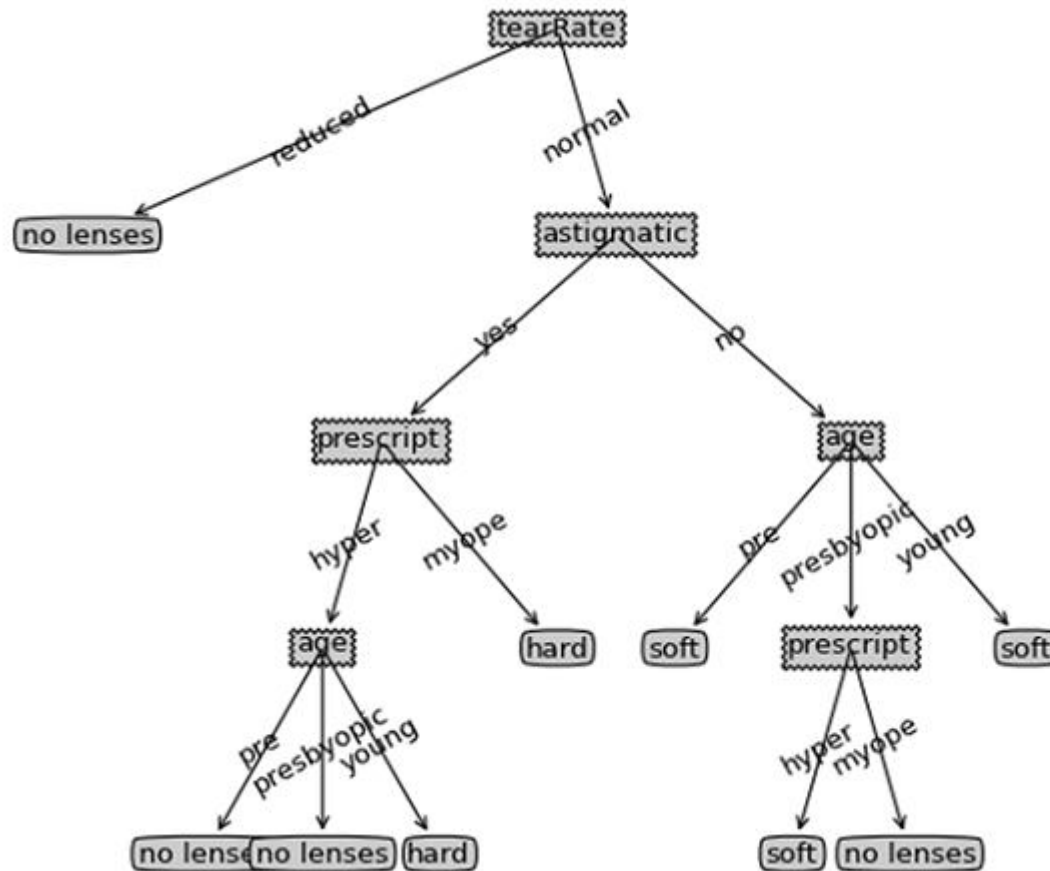 tearRate
reduced
normal
no lenses
astigmatic
yes
no
prescript
age
hyper
myope
pre
presbyopic
young
age
hard
soft
prescript
soft
pre
presbyopic
young
hyper
myope
no lense
no lenses
hard
soft
no lenses